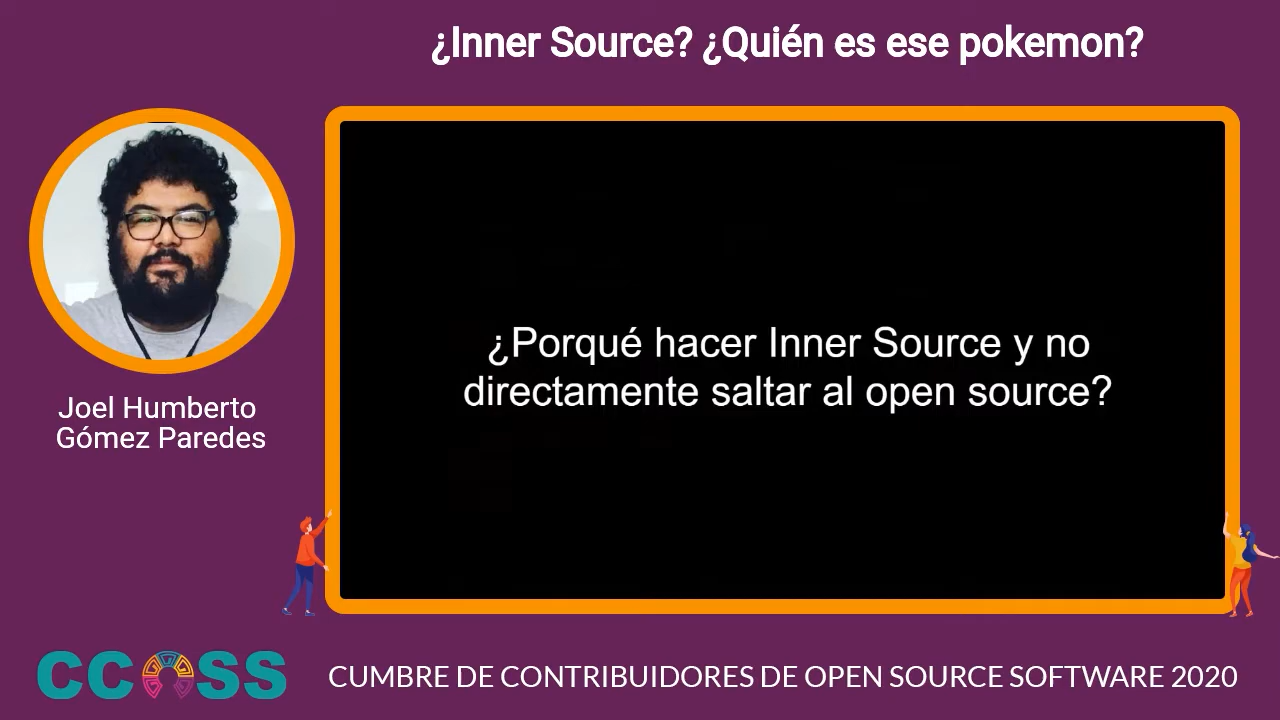 ¿Inner Source? ¿Quién es ese pokemon?
¿Porqué hacer Inner Source y no
directamente saltar al open source?
Joel Humberto
Gómez Paredes
CCOSS
CUMBRE DE CONTRIBUIDORES DE OPEN SOURCE SOFTWARE 2020